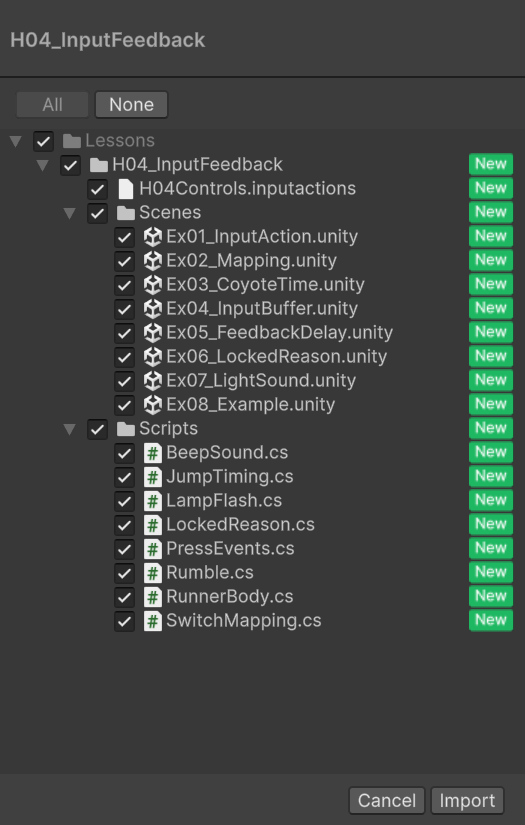 H04_InputFeedback
All None
Lessons
H04_InputFeedback New
H04Controls.inputactions New
Scenes New
Ex01_InputAction.unity New
Ex02_Mapping.unity New
Ex03_CoyoteTime.unity New
Ex04_InputBuffer.unity New
Ex05_FeedbackDelay.unity New
Ex06_LockedReason.unity New
Ex07_LightSound.unity New
Ex08_Example.unity New
Scripts New
BeepSound.cs New
JumpTiming.cs New
LampFlash.cs New
LockedReason.cs New
PressEvents.cs New
Rumble.cs New
RunnerBody.cs New
SwitchMapping.cs New
Cancel Import